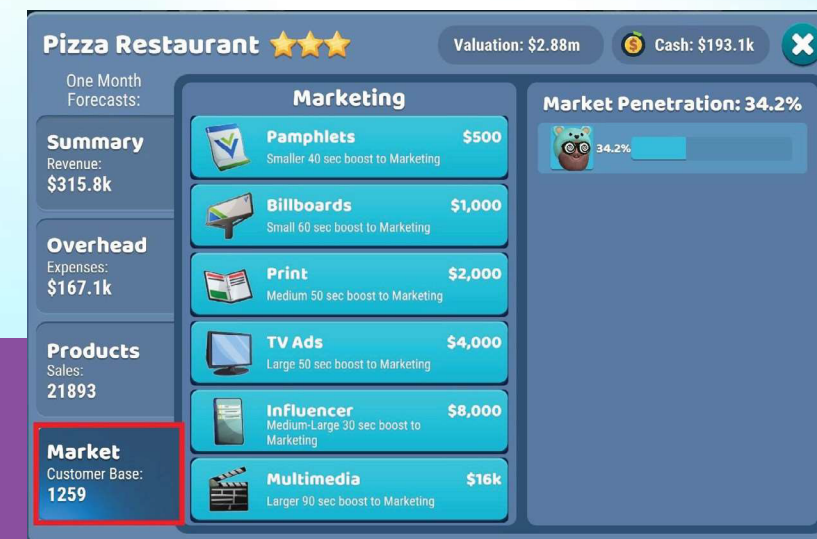 Pizza Restaurant
Valuation: $2.88m
Cash: $193.1k
One Month
Forecasts:
Summary
Revenue:
$315.8k
Overhead
Expenses:
$167.1k
Products
Sales:
21893
Market
Customer Base:
1259
Marketing
Pamphlets $500
Smaller 40 sec boost to Marketing
Billboards $1,000
Small 60 sec boost to Marketing
Print $2,000
Medium 50 sec boost to Marketing
TV Ads $4,000
Large 50 sec boost to Marketing
Influencer $8,000
Medium-Large 30 sec boost to
Marketing
Multimedia $16k
Larger 90 sec boost to Marketing
Market Penetration: 34.2%
34.2%